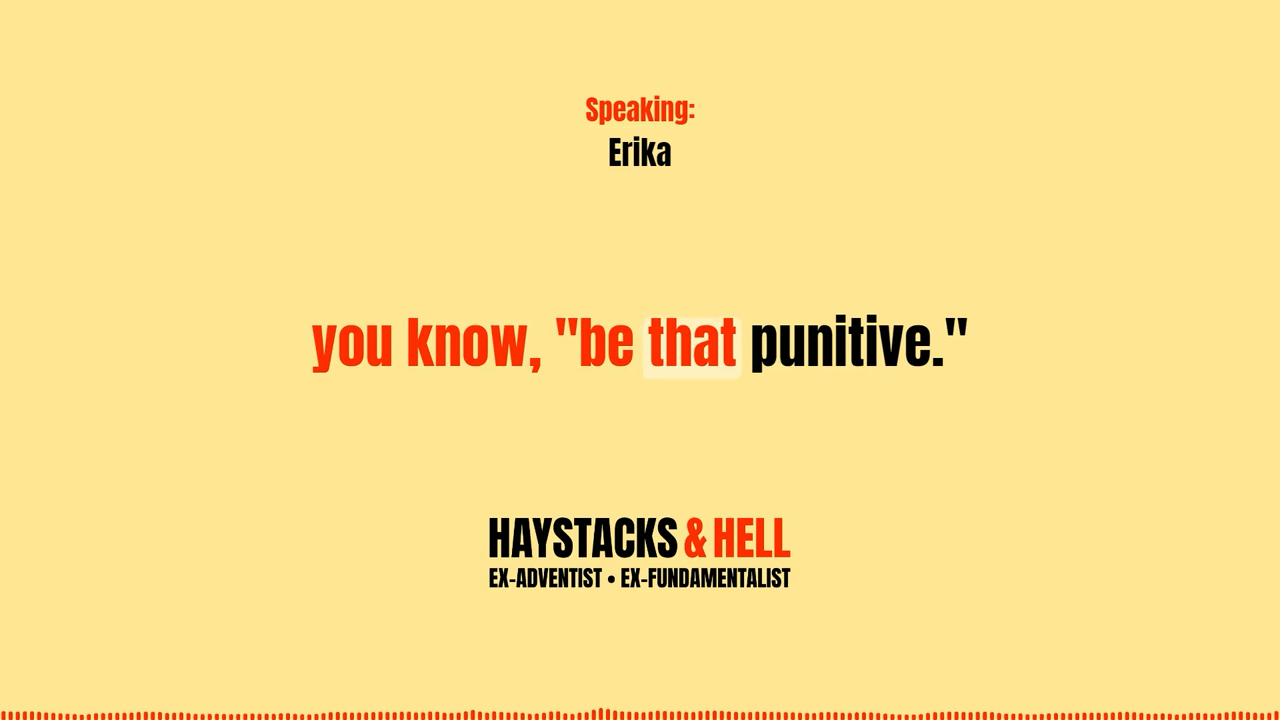 Speaking:
Erika
you know, "be that punitive."
HAYSTACKS & HELL
EX-ADVENTIST • EX-FUNDAMENTALIST